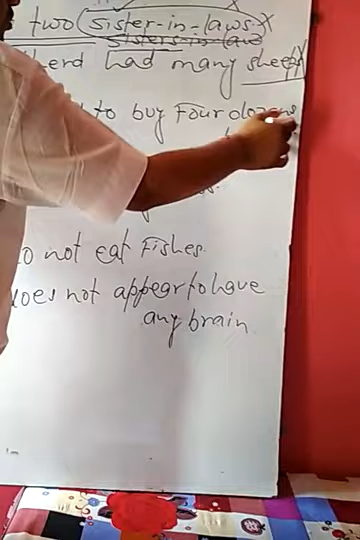 two sister-in-laws X
sisters-in-law
herd had many sheeps X
to buy Four dozens
o not eat Fishes.
oes not appear to have
any brain